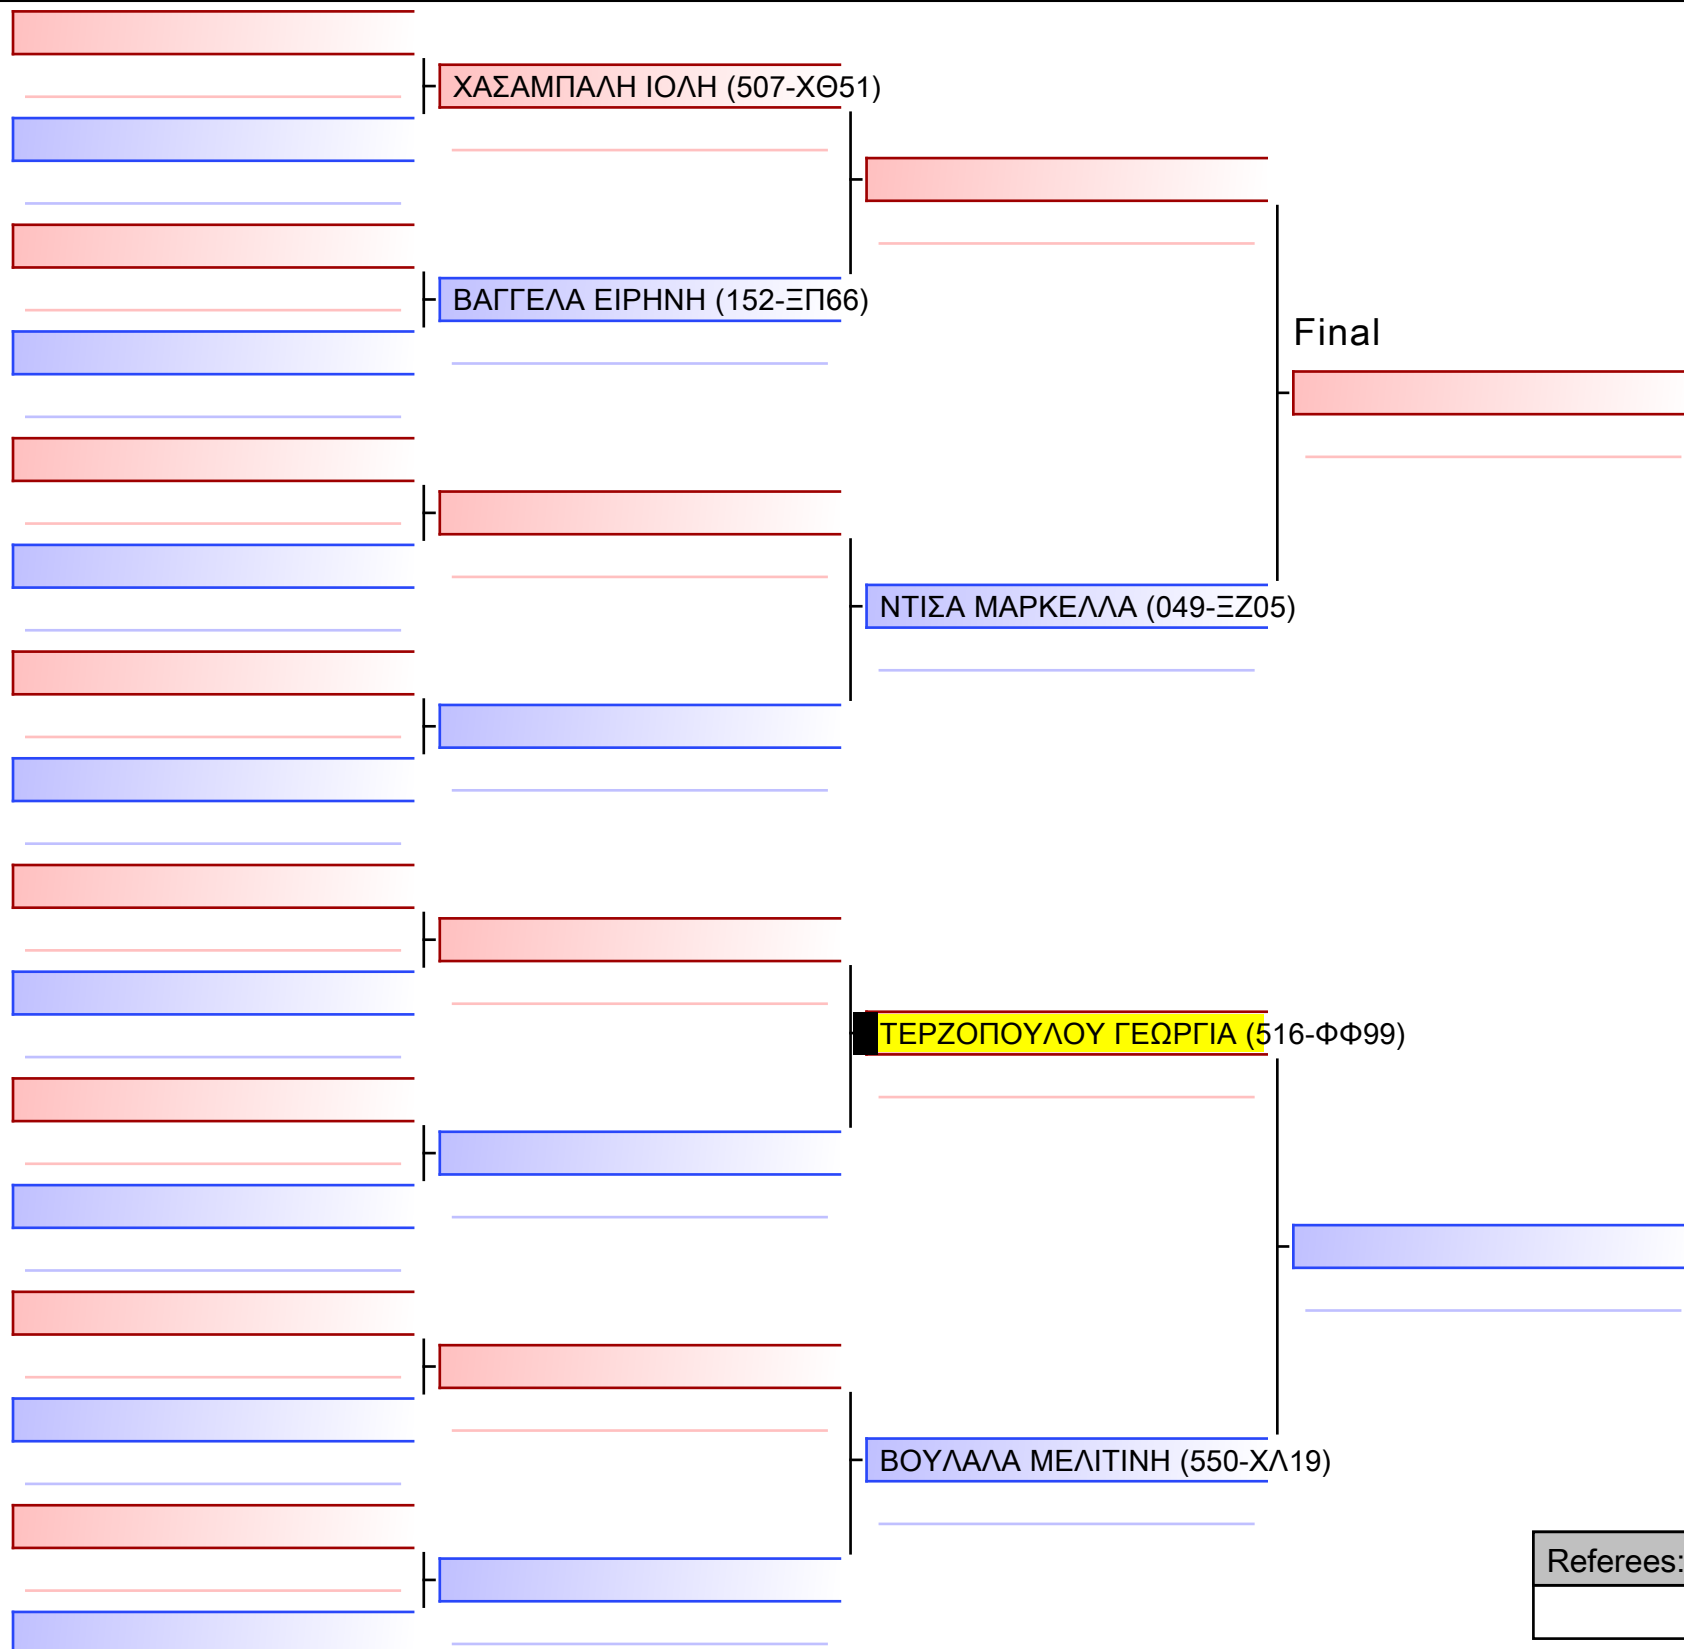 ΧΑΣΑΜΠΑΛΗ ΙΟΛΗ (507-ΧΘ51)
ΒΑΓΓΕΛΑ ΕΙΡΗΝΗ (152-ΞΠ66)
Final
ΝΤΙΣΑ ΜΑΡΚΕΛΛΑ (049-ΞΖ05)
ΤΕΡΖΟΠΟΥΛΟΥ ΓΕΩΡΓΙΑ (516-ΦΦ99)
ΒΟΥΛΑΛΑ ΜΕΛΙΤΙΝΗ (550-ΧΛ19)
Referees: